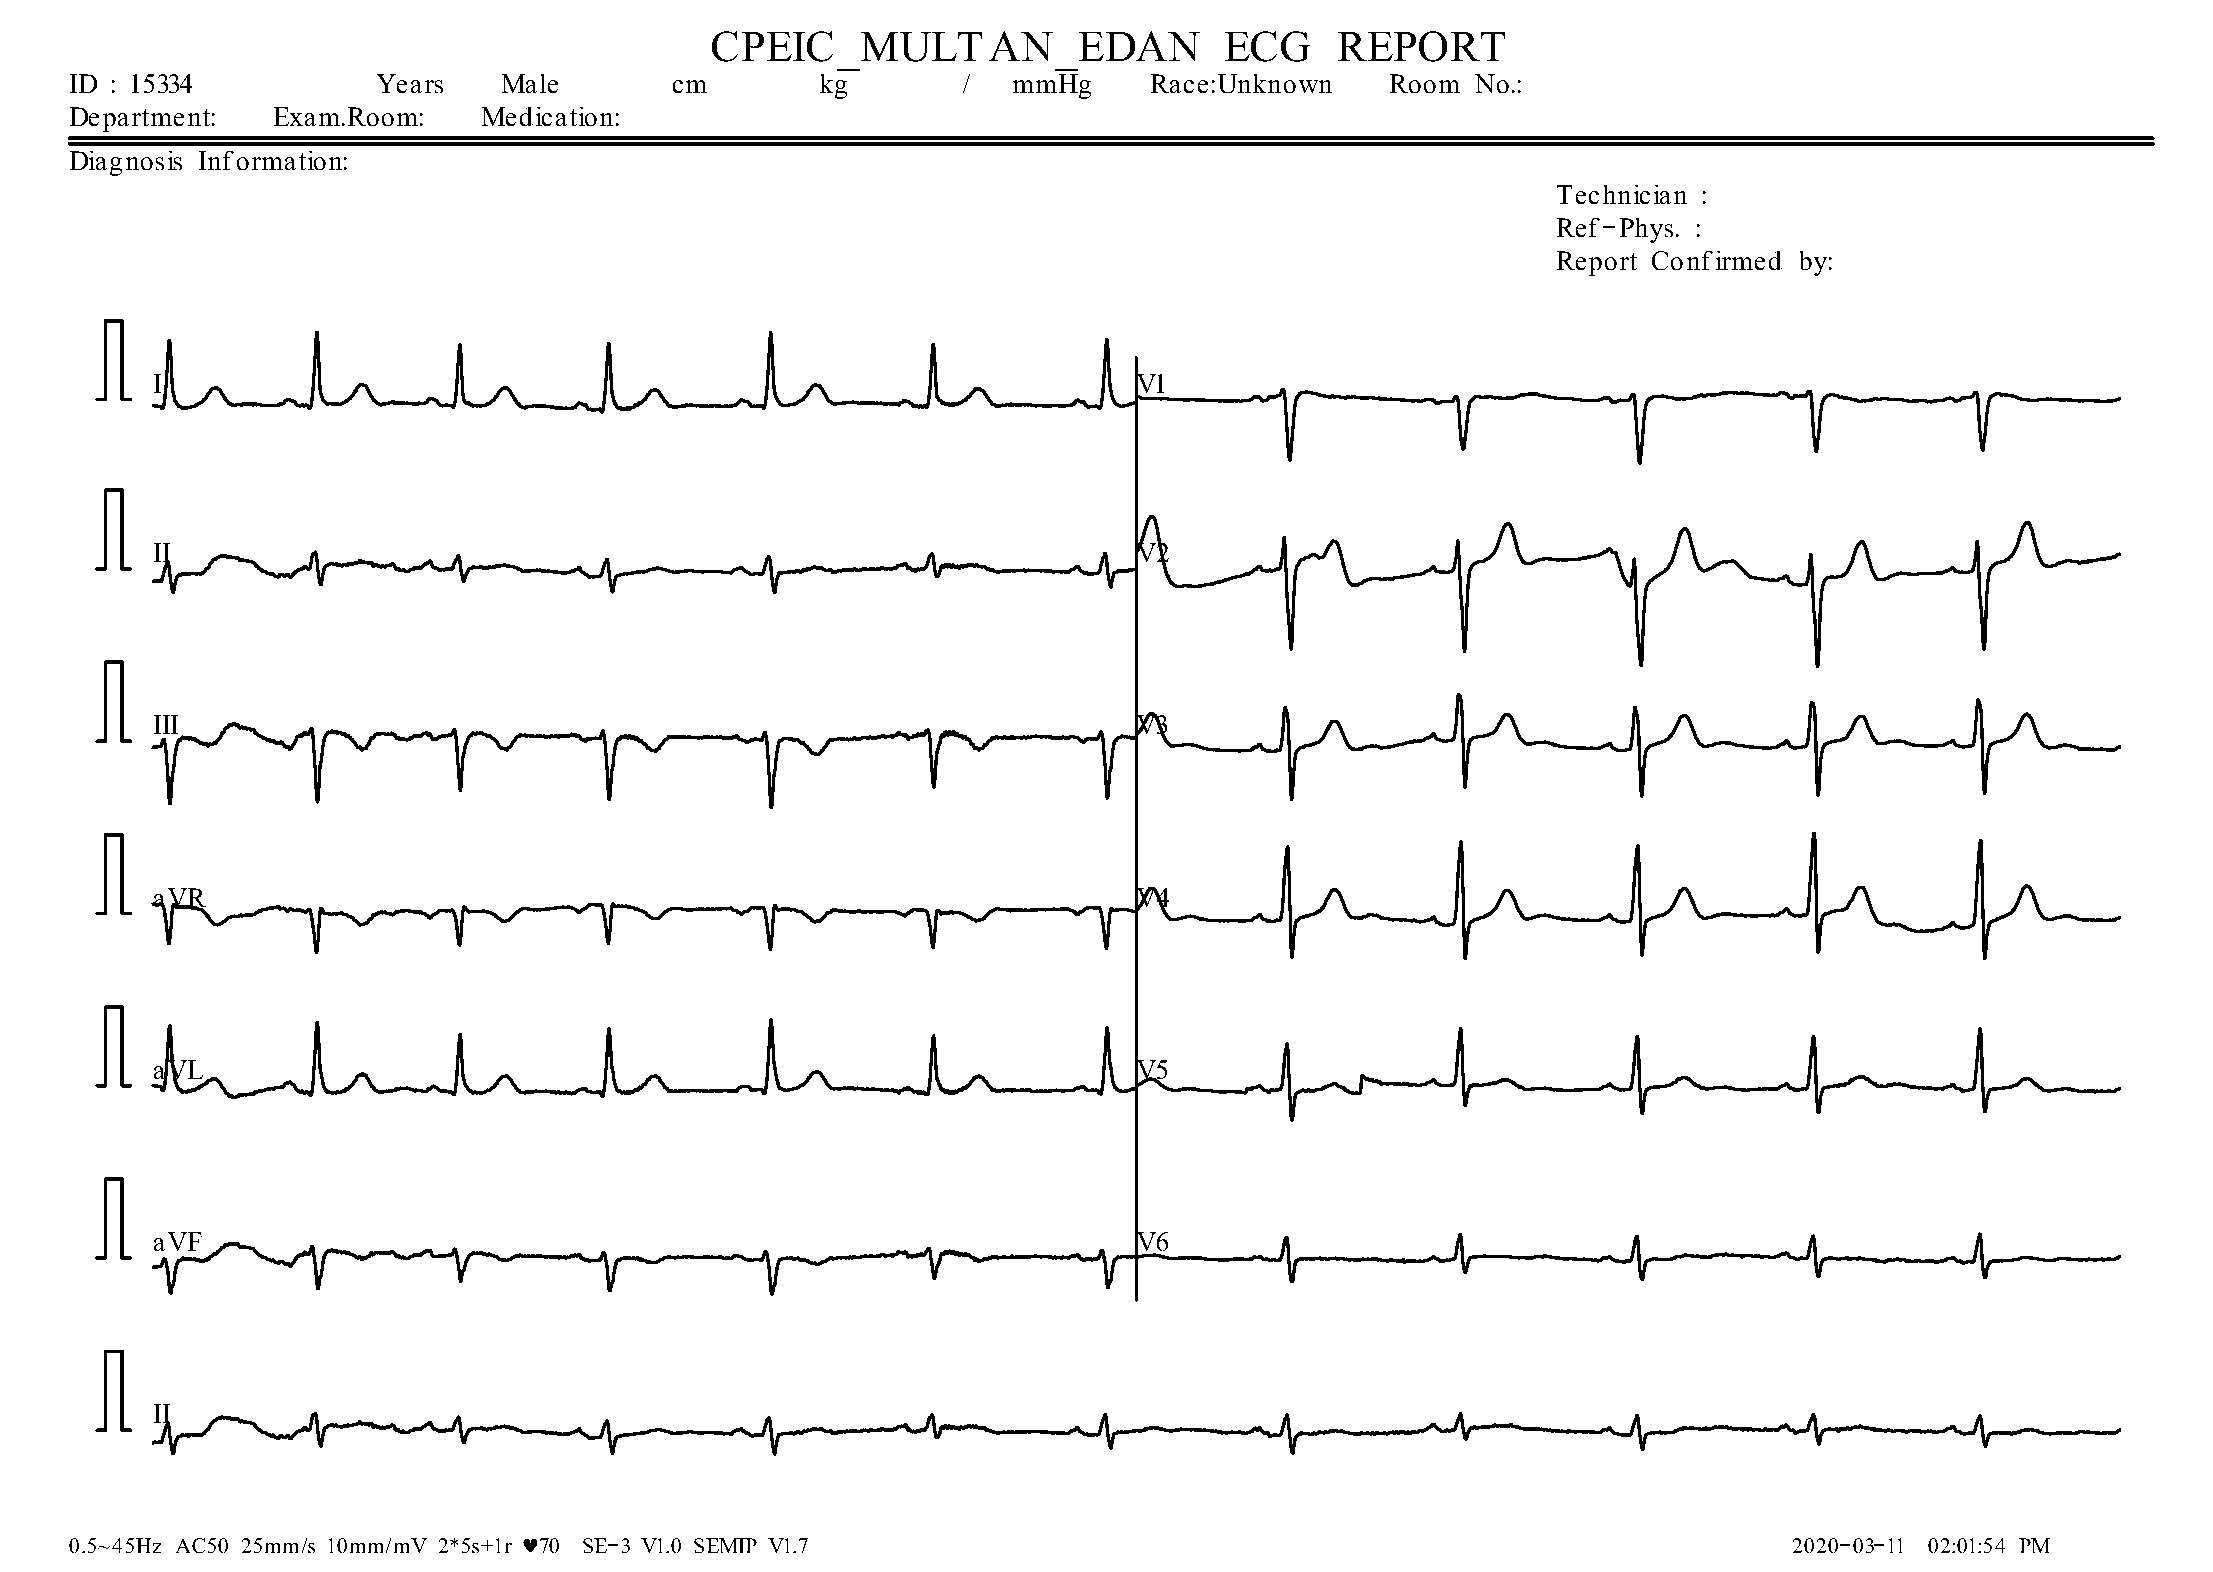 CPEIC_MULTAN_EDAN ECG REPORT
ID : 15334 Years Male cm kg / mmHg Race:Unknown Room No.:
Department: Exam.Room: Medication:
Diagnosis Information:
Technician :
Ref-Phys. :
Report Confirmed by:
I V1
II V2
III V3
aVR V4
aVL V5
aVF V6
II
0.5~45Hz AC50 25mm/s 10mm/mV 2*5s+1r ♥70 SE-3 V1.0 SEMIP V1.7 2020-03-11 02:01:54 PM